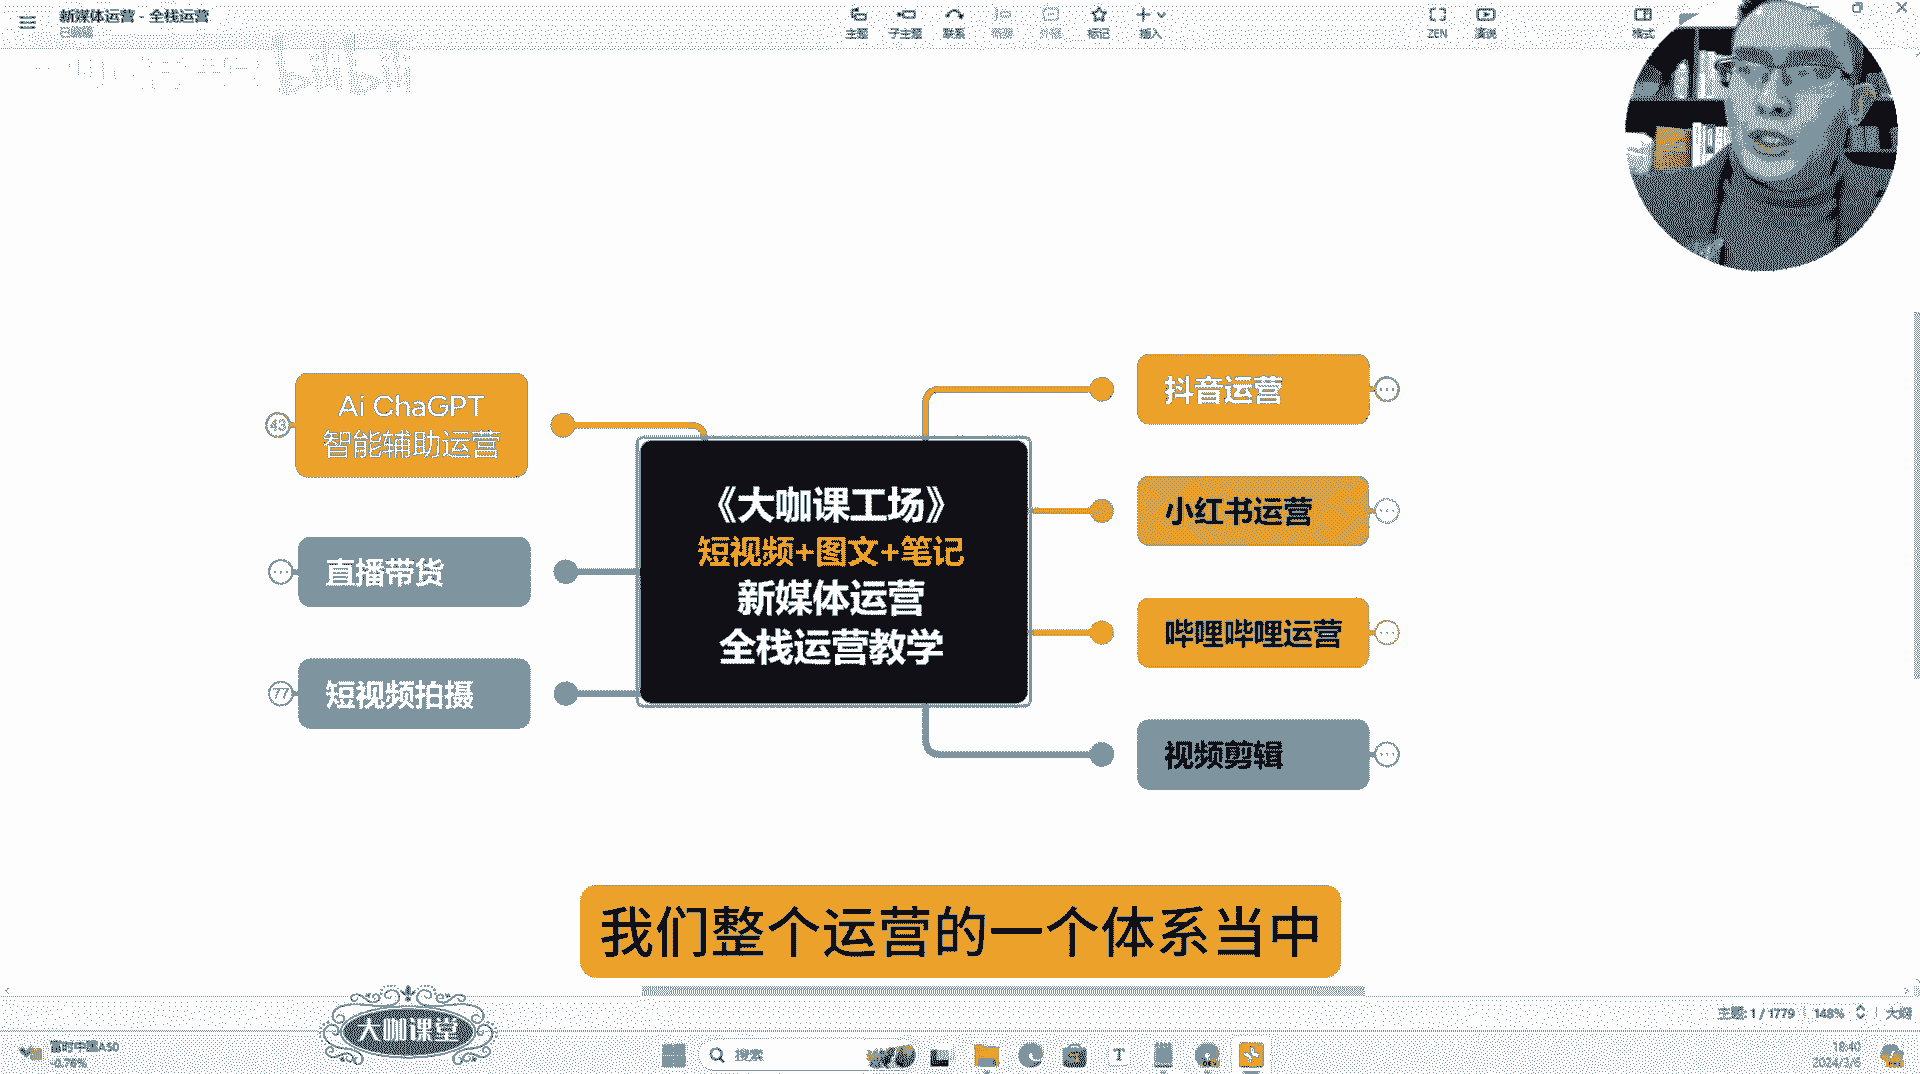 新媒体运营 - 全栈运营
已编辑
主题
子主题
联系
概要
外框
标记
插入
ZEN
演说
格式
Ai ChaGPT
智能辅助运营
43
直播带货
短视频拍摄
77
《大咖课工场》
短视频+图文+笔记
新媒体运营
全栈运营教学
抖音运营
小红书运营
哔哩哔哩运营
视频剪辑
我们整个运营的一个体系当中
主题: 1 / 1779
148%
大纲
大咖课堂
富时中国A50
-0.76%
搜索
18:40
2024/3/6